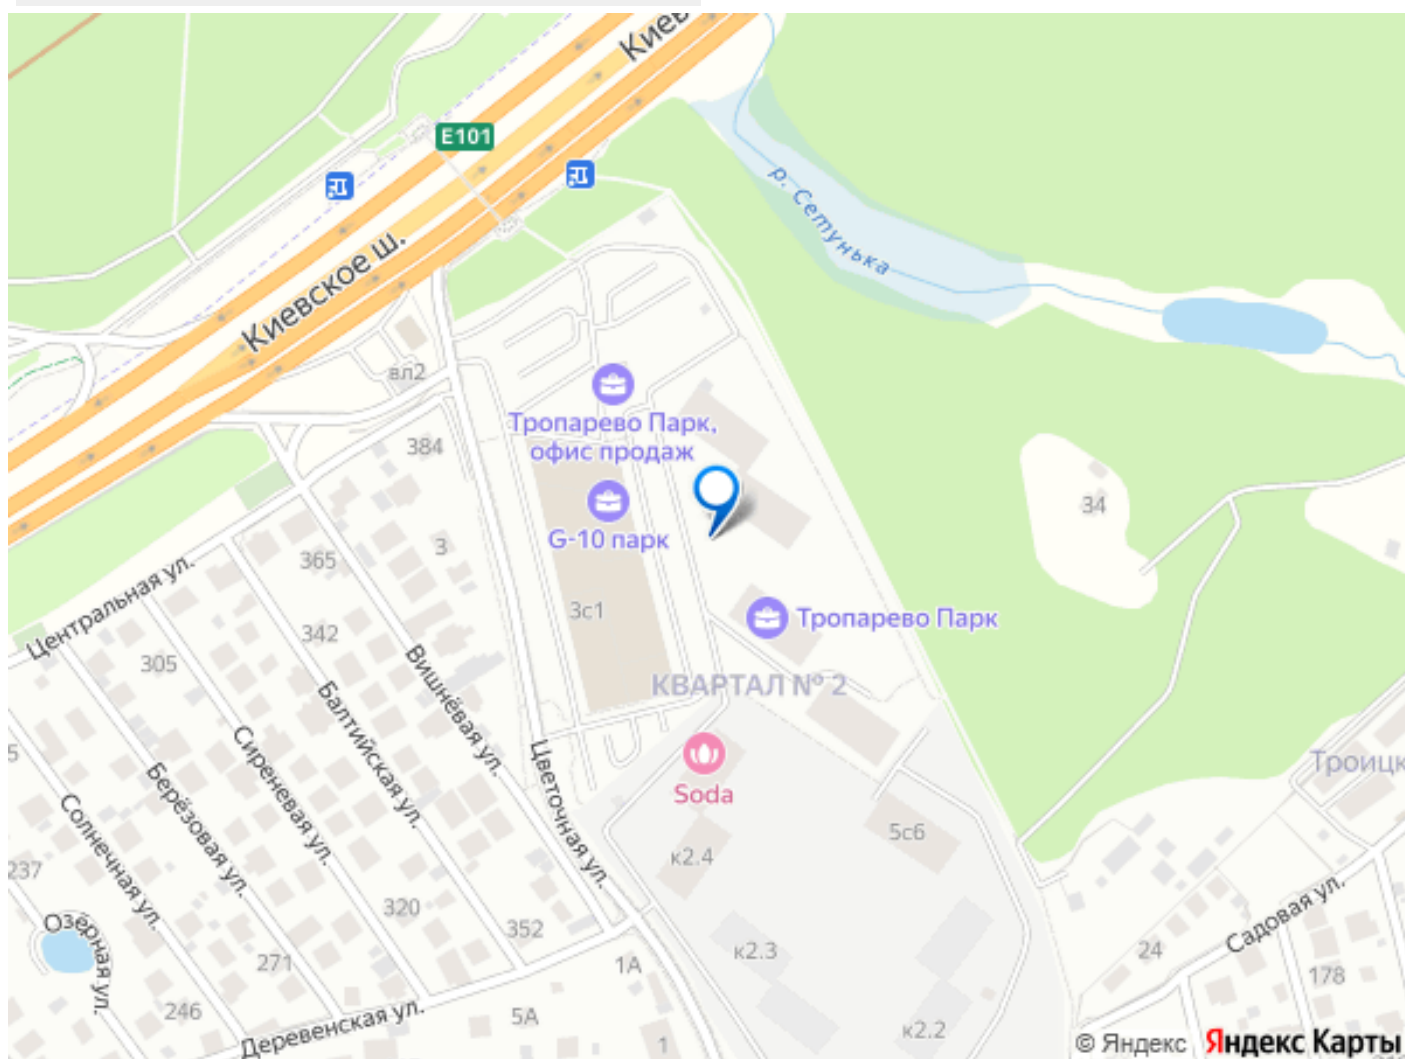 Киев
E101
р. Сетунька
Киевское ш.
вл2
Тропарево Парк,
офис продаж
384
G-10 парк
34
365
3
Центральная ул.
3с1
Тропарево Парк
342
305
Вишнёвая ул.
КВАРТАЛ № 2
Балтийская ул.
Сиреневая ул.
Цветочная ул.
Троицк
5
Берёзовая ул.
Soda
Солнечная ул.
5с6
к2.4
237
320
Садовая ул.
Озёрная ул.
352
24
271
1А
к2.3
178
246
Деревенская ул.
5А
1
к2.2
© Яндекс Яндекс Карты